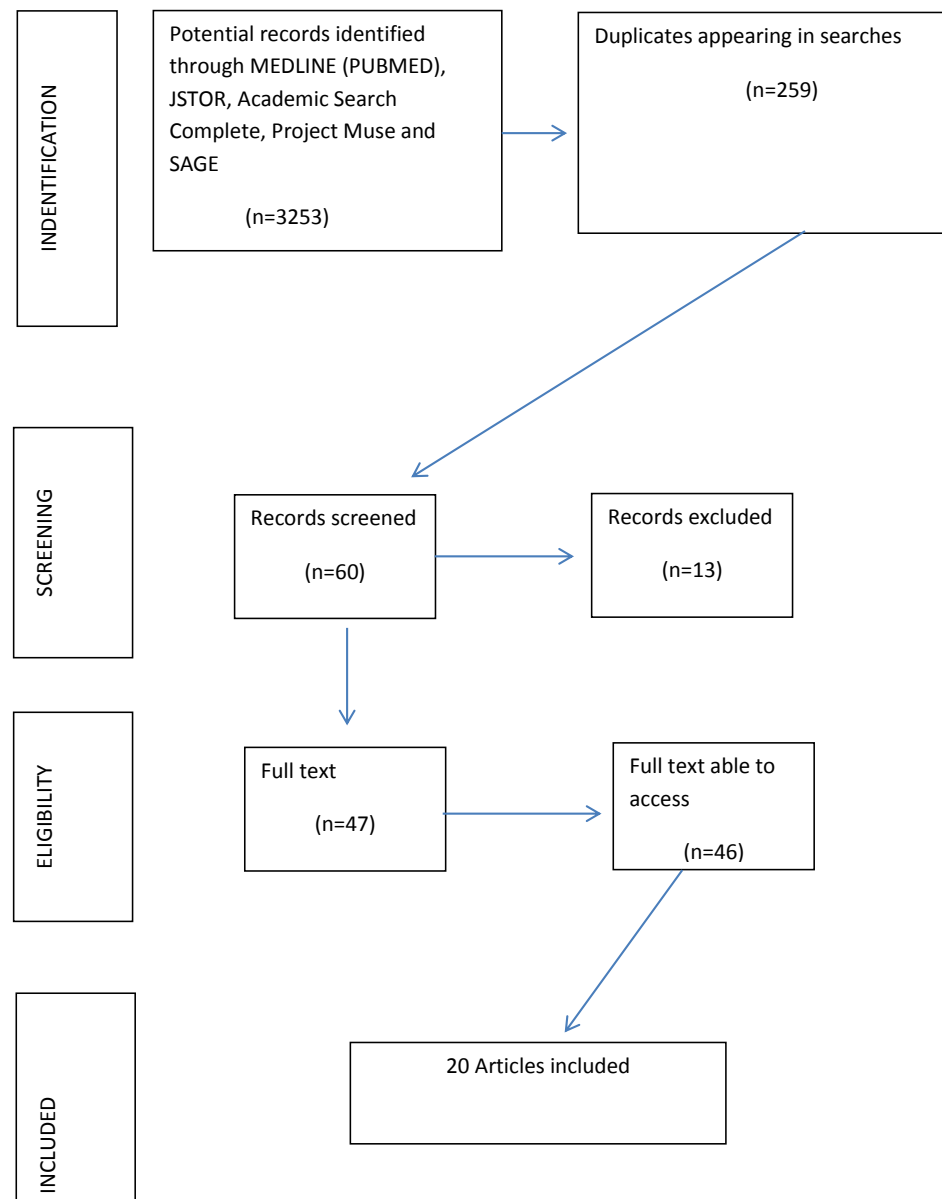 INDENTIFICATION
Potential records identified
through MEDLINE (PUBMED),
JSTOR, Academic Search
Complete, Project Muse and
SAGE
(n=3253)
Duplicates appearing in searches
(n=259)
SCREENING
Records screened
(n=60)
Records excluded
(n=13)
ELIGIBILITY
Full text
(n=47)
Full text able to
access
(n=46)
INCLUDED
20 Articles included